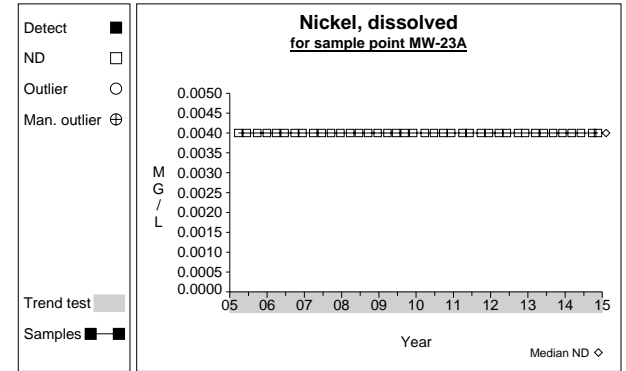 Detect
ND
Outlier
Man. outlier
Trend test
Samples
Nickel, dissolved
for sample point MW-23A
0.0050
0.0045
0.0040
0.0035
0.0030
0.0025
0.0020
0.0015
0.0010
0.0005
0.0000
M
G
/
L
05 06 07 08 09 10 11 12 13 14 15
Year
Median ND